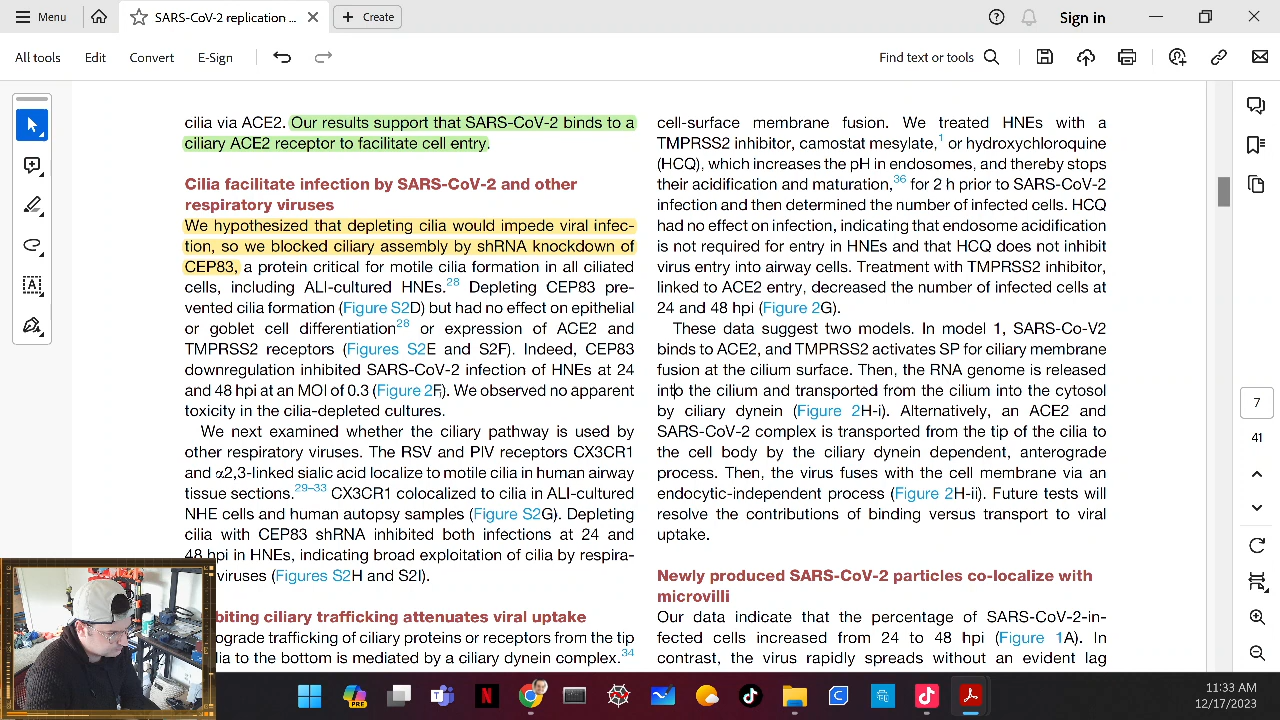 Menu
SARS-CoV-2 replication ...
Create
Sign in
All tools
Edit
Convert
E-Sign
Find text or tools
cilia via ACE2. Our results support that SARS-CoV-2 binds to a
ciliary ACE2 receptor to facilitate cell entry.
Cilia facilitate infection by SARS-CoV-2 and other
respiratory viruses
We hypothesized that depleting cilia would impede viral infec-
tion, so we blocked ciliary assembly by shRNA knockdown of
CEP83, a protein critical for motile cilia formation in all ciliated
cells, including ALI-cultured HNEs.28 Depleting CEP83 pre-
vented cilia formation (Figure S2D) but had no effect on epithelial
or goblet cell differentiation28 or expression of ACE2 and
TMPRSS2 receptors (Figures S2E and S2F). Indeed, CEP83
downregulation inhibited SARS-CoV-2 infection of HNEs at 24
and 48 hpi at an MOI of 0.3 (Figure 2F). We observed no apparent
toxicity in the cilia-depleted cultures.
We next examined whether the ciliary pathway is used by
other respiratory viruses. The RSV and PIV receptors CX3CR1
and α2,3-linked sialic acid localize to motile cilia in human airway
tissue sections.29–33 CX3CR1 colocalized to cilia in ALI-cultured
NHE cells and human autopsy samples (Figure S2G). Depleting
cilia with CEP83 shRNA inhibited both infections at 24 and
48 hpi in HNEs, indicating broad exploitation of cilia by respira-
viruses (Figures S2H and S2I).
biting ciliary trafficking attenuates viral uptake
ograde trafficking of ciliary proteins or receptors from the tip
lia to the bottom is mediated by a ciliary dynein complex.34
cell-surface membrane fusion. We treated HNEs with a
TMPRSS2 inhibitor, camostat mesylate,1 or hydroxychloroquine
(HCQ), which increases the pH in endosomes, and thereby stops
their acidification and maturation,36 for 2 h prior to SARS-CoV-2
infection and then determined the number of infected cells. HCQ
had no effect on infection, indicating that endosome acidification
is not required for entry in HNEs and that HCQ does not inhibit
virus entry into airway cells. Treatment with TMPRSS2 inhibitor,
linked to ACE2 entry, decreased the number of infected cells at
24 and 48 hpi (Figure 2G).
These data suggest two models. In model 1, SARS-Co-V2
binds to ACE2, and TMPRSS2 activates SP for ciliary membrane
fusion at the cilium surface. Then, the RNA genome is released
into the cilium and transported from the cilium into the cytosol
by ciliary dynein (Figure 2H-i). Alternatively, an ACE2 and
SARS-CoV-2 complex is transported from the tip of the cilia to
the cell body by the ciliary dynein dependent, anterograde
process. Then, the virus fuses with the cell membrane via an
endocytic-independent process (Figure 2H-ii). Future tests will
resolve the contributions of binding versus transport to viral
uptake.
Newly produced SARS-CoV-2 particles co-localize with
microvilli
Our data indicate that the percentage of SARS-CoV-2-in-
fected cells increased from 24 to 48 hpi (Figure 1A). In
contrast, the virus rapidly spreads without an evident lag
7
41
PRE
11:33 AM
12/17/2023